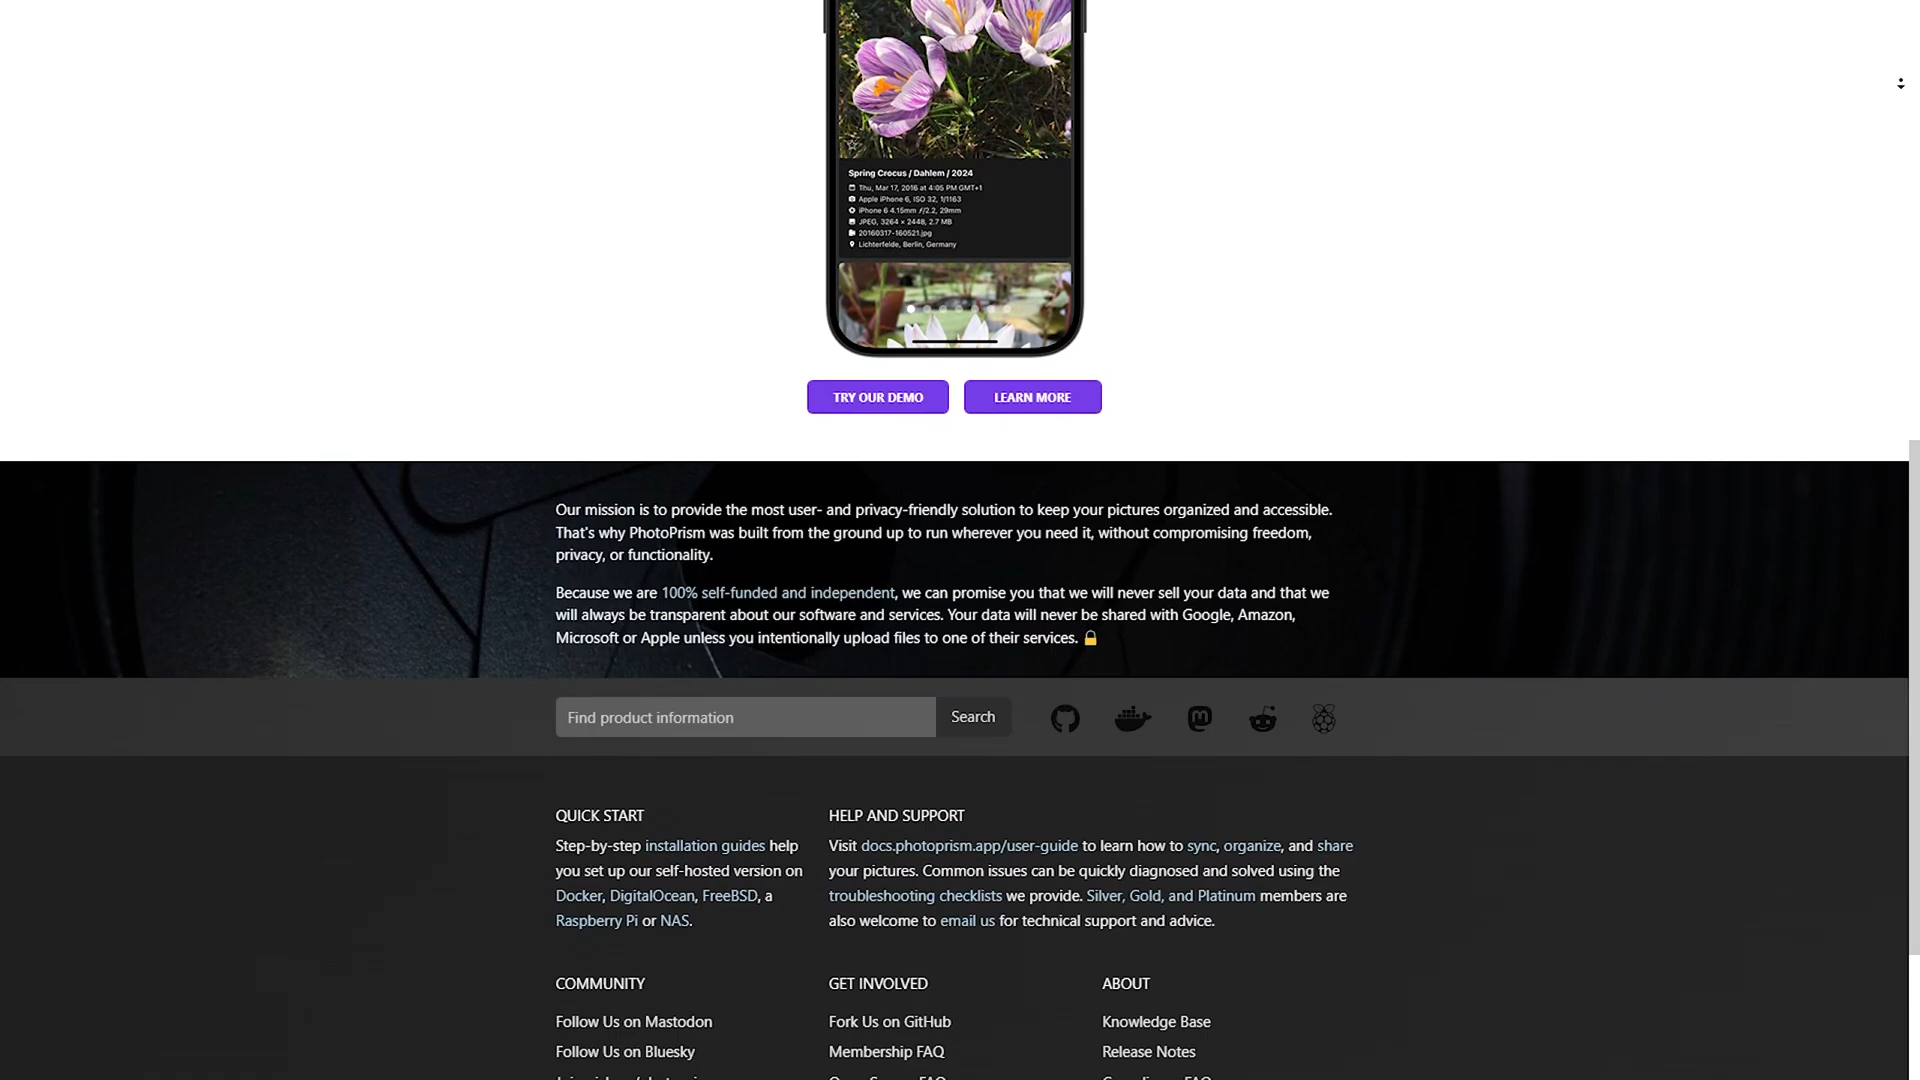 Spring Crocus / Dahlem / 2024
Thu, Mar 17, 2016 at 4:05 PM GMT+1
Apple iPhone 6, ISO 32, 1/1163
iPhone 6 4.15mm ƒ/2.2, 29mm
JPEG, 3264 × 2448, 2.7 MB
20160317-160521.jpg
Lichterfelde, Berlin, Germany
TRY OUR DEMO
LEARN MORE
Our mission is to provide the most user- and privacy-friendly solution to keep your pictures organized and accessible.
That's why PhotoPrism was built from the ground up to run wherever you need it, without compromising freedom,
privacy, or functionality.
Because we are 100% self-funded and independent, we can promise you that we will never sell your data and that we
will always be transparent about our software and services. Your data will never be shared with Google, Amazon,
Microsoft or Apple unless you intentionally upload files to one of their services. 🔒
Find product information
Search
QUICK START
Step-by-step installation guides help
you set up our self-hosted version on
Docker, DigitalOcean, FreeBSD, a
Raspberry Pi or NAS.
HELP AND SUPPORT
Visit docs.photoprism.app/user-guide to learn how to sync, organize, and share
your pictures. Common issues can be quickly diagnosed and solved using the
troubleshooting checklists we provide. Silver, Gold, and Platinum members are
also welcome to email us for technical support and advice.
COMMUNITY
Follow Us on Mastodon
Follow Us on Bluesky
GET INVOLVED
Fork Us on GitHub
Membership FAQ
ABOUT
Knowledge Base
Release Notes